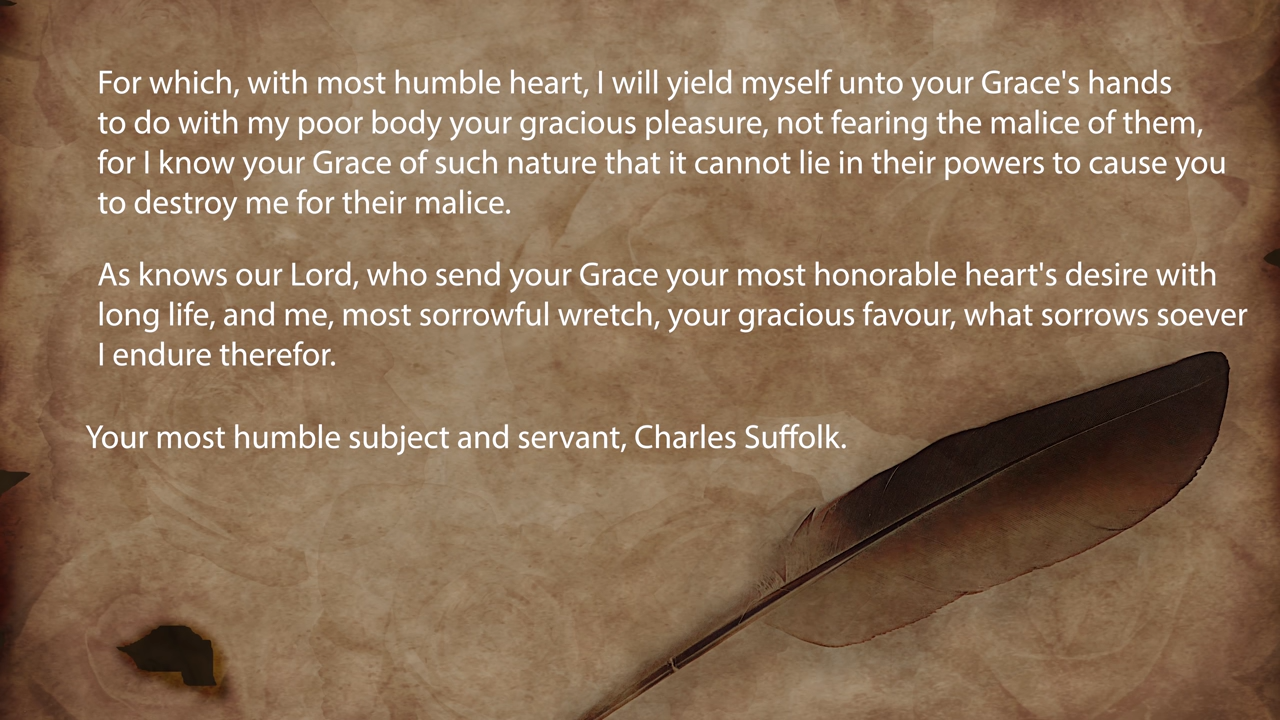 For which, with most humble heart, I will yield myself unto your Grace's hands
to do with my poor body your gracious pleasure, not fearing the malice of them,
for I know your Grace of such nature that it cannot lie in their powers to cause you
to destroy me for their malice.
As knows our Lord, who send your Grace your most honorable heart's desire with
long life, and me, most sorrowful wretch, your gracious favour, what sorrows soever
I endure therefor.
Your most humble subject and servant, Charles Suffolk.